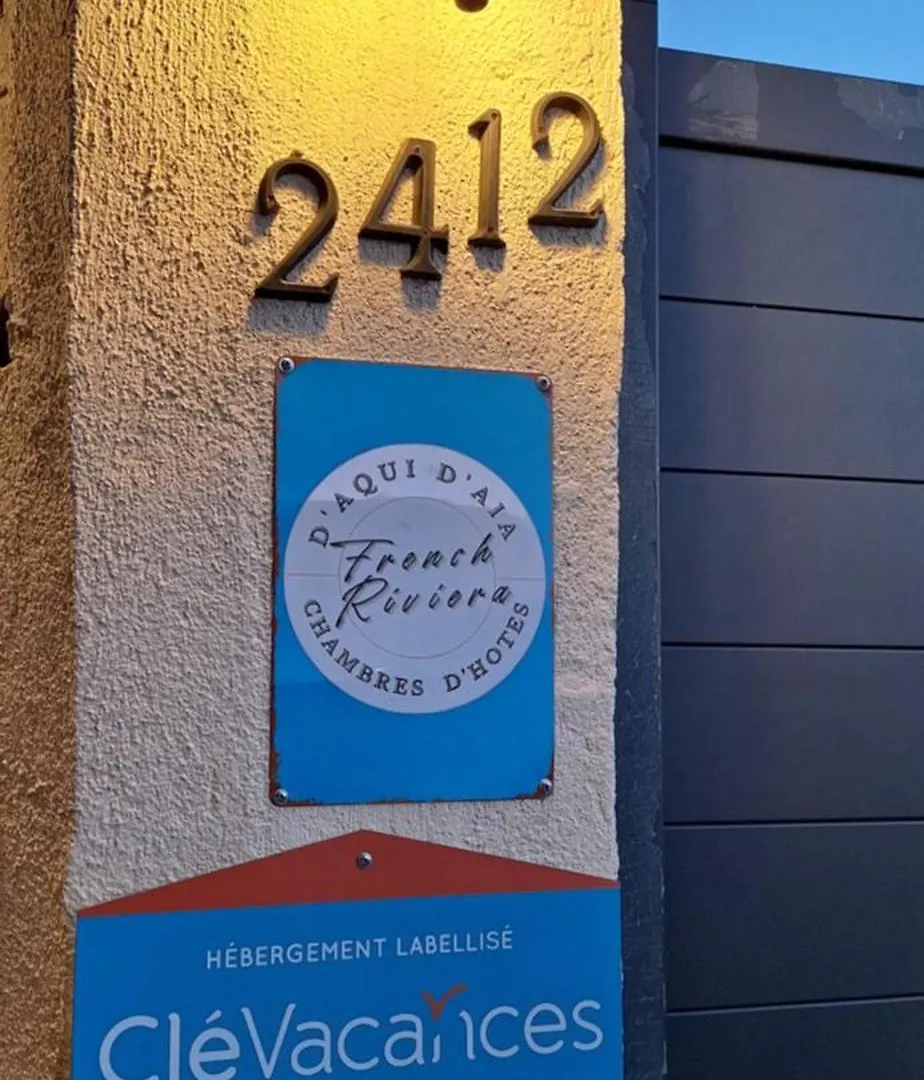 2412
D'AQUI D'AIA
French
Riviera
CHAMBRES D'HOTES
HÉBERGEMENT LABELLISÉ
CléVacances